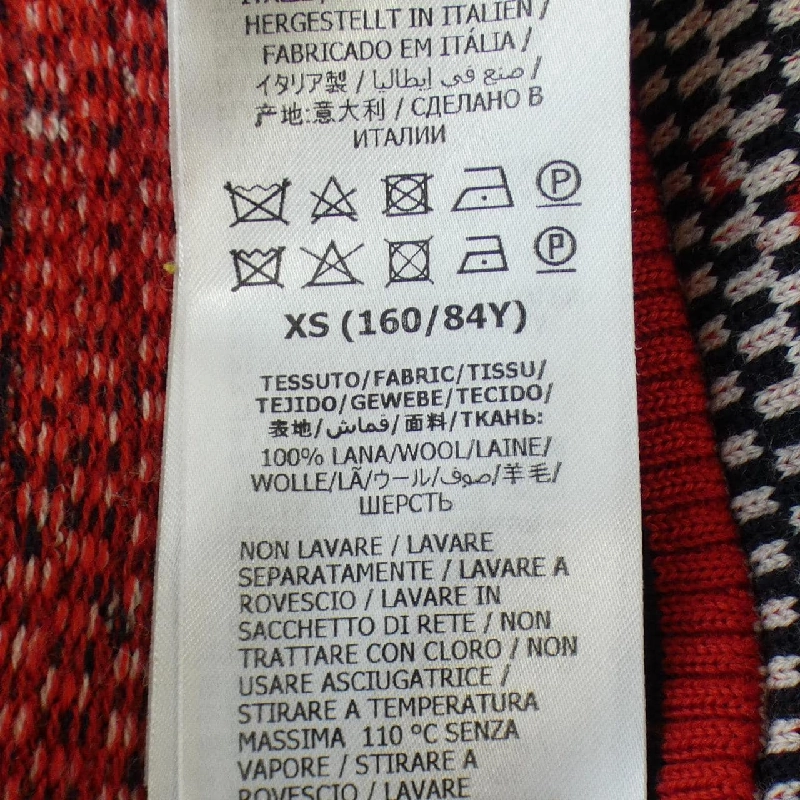 HERGESTELLT IN ITALIEN /
FABRICADO EM ITÁLIA /
イタリア製 / صنع في إيطاليا /
产地:意大利 / СДЕЛАНО В
ИТАЛИИ
P
P
XS (160/84Y)
TESSUTO/FABRIC/TISSU/
TEJIDO/GEWEBE/TECIDO/
表地/قماش/面料/ТКАНЬ:
100% LANA/WOOL/LAINE/
WOLLE/LÃ/ウール/صوف/羊毛/
ШЕРСТЬ
NON LAVARE / LAVARE
SEPARATAMENTE / LAVARE A
ROVESCIO / LAVARE IN
SACCHETTO DI RETE / NON
TRATTARE CON CLORO / NON
USARE ASCIUGATRICE /
STIRARE A TEMPERATURA
MASSIMA 110 °C SENZA
VAPORE / STIRARE A
ROVESCIO / LAVARE